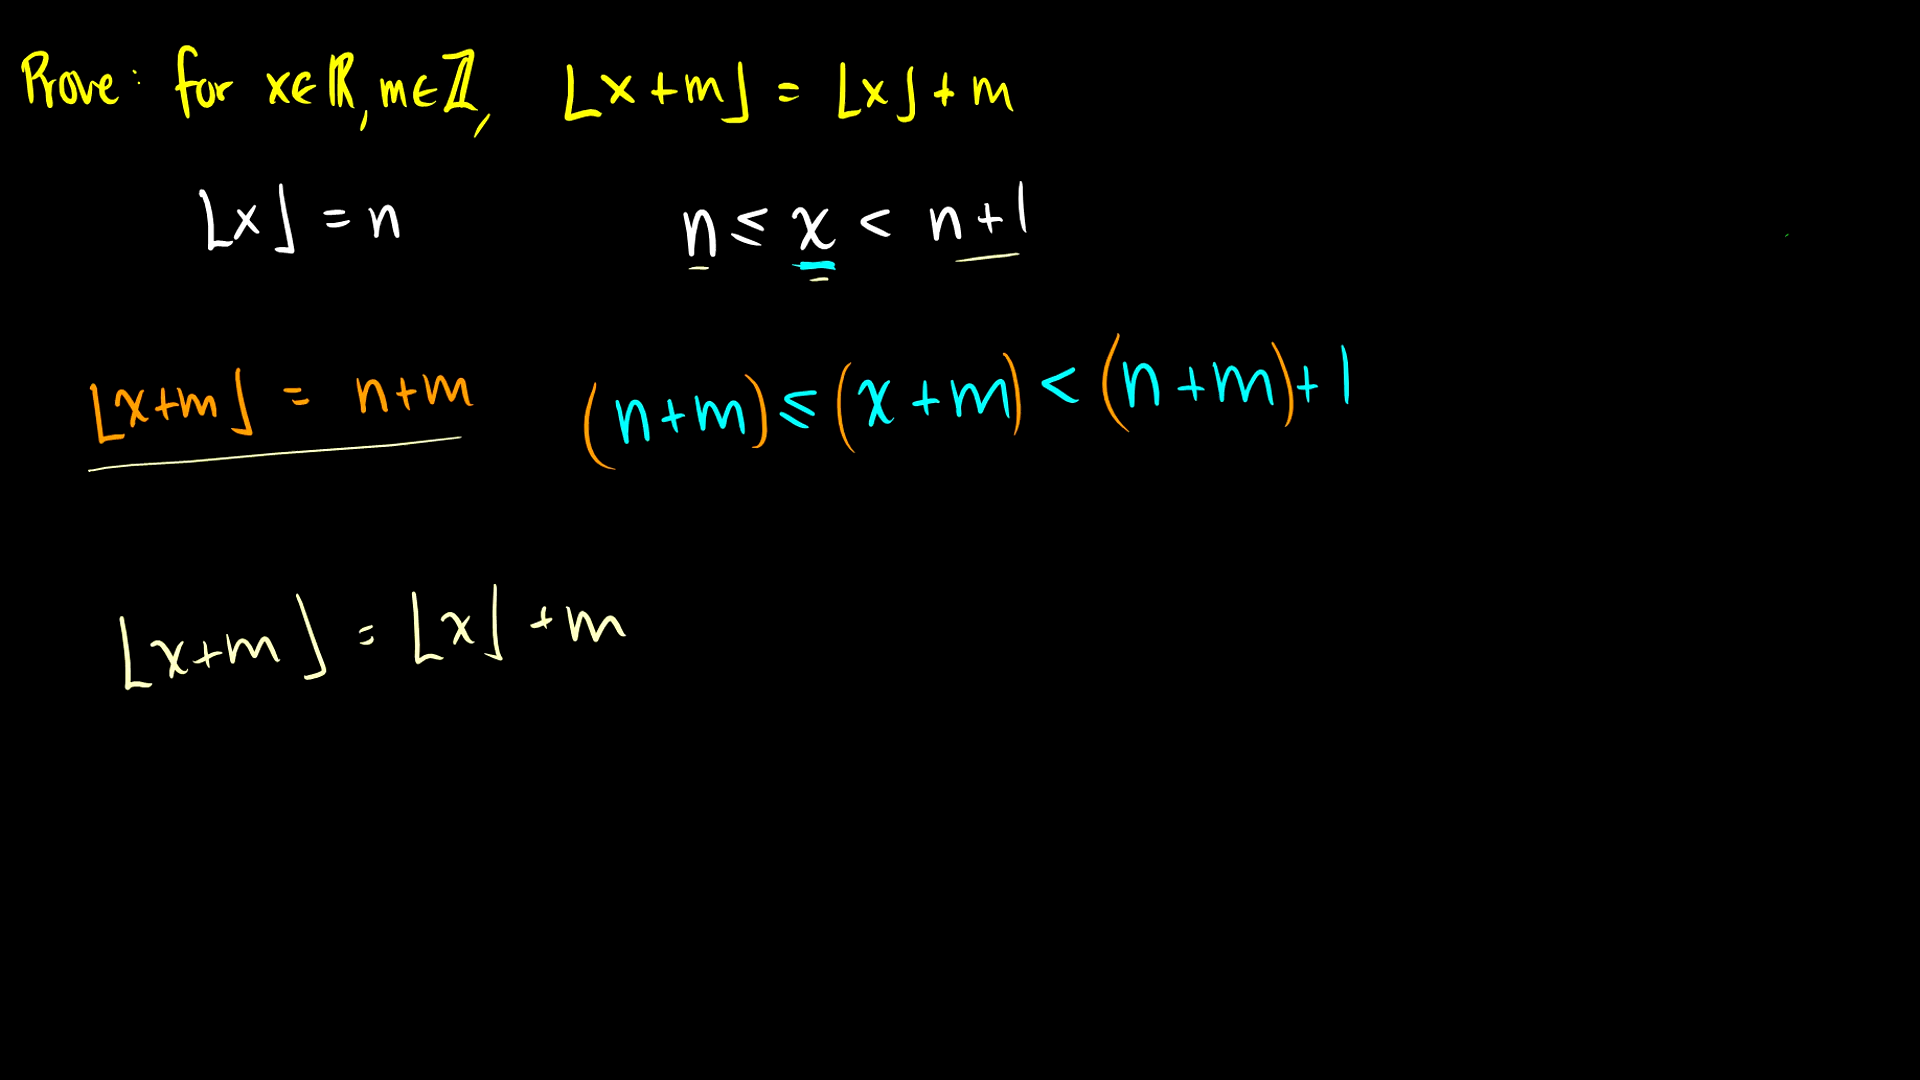 Prove: for x∈ℝ, m∈ℤ, ⌊x+m⌋ = ⌊x⌋+m
⌊x⌋ = n n ≤ x < n+1
⌊x+m⌋ = n+m (n+m) ≤ (x+m) < (n+m)+1
⌊x+m⌋ = ⌊x⌋ +m